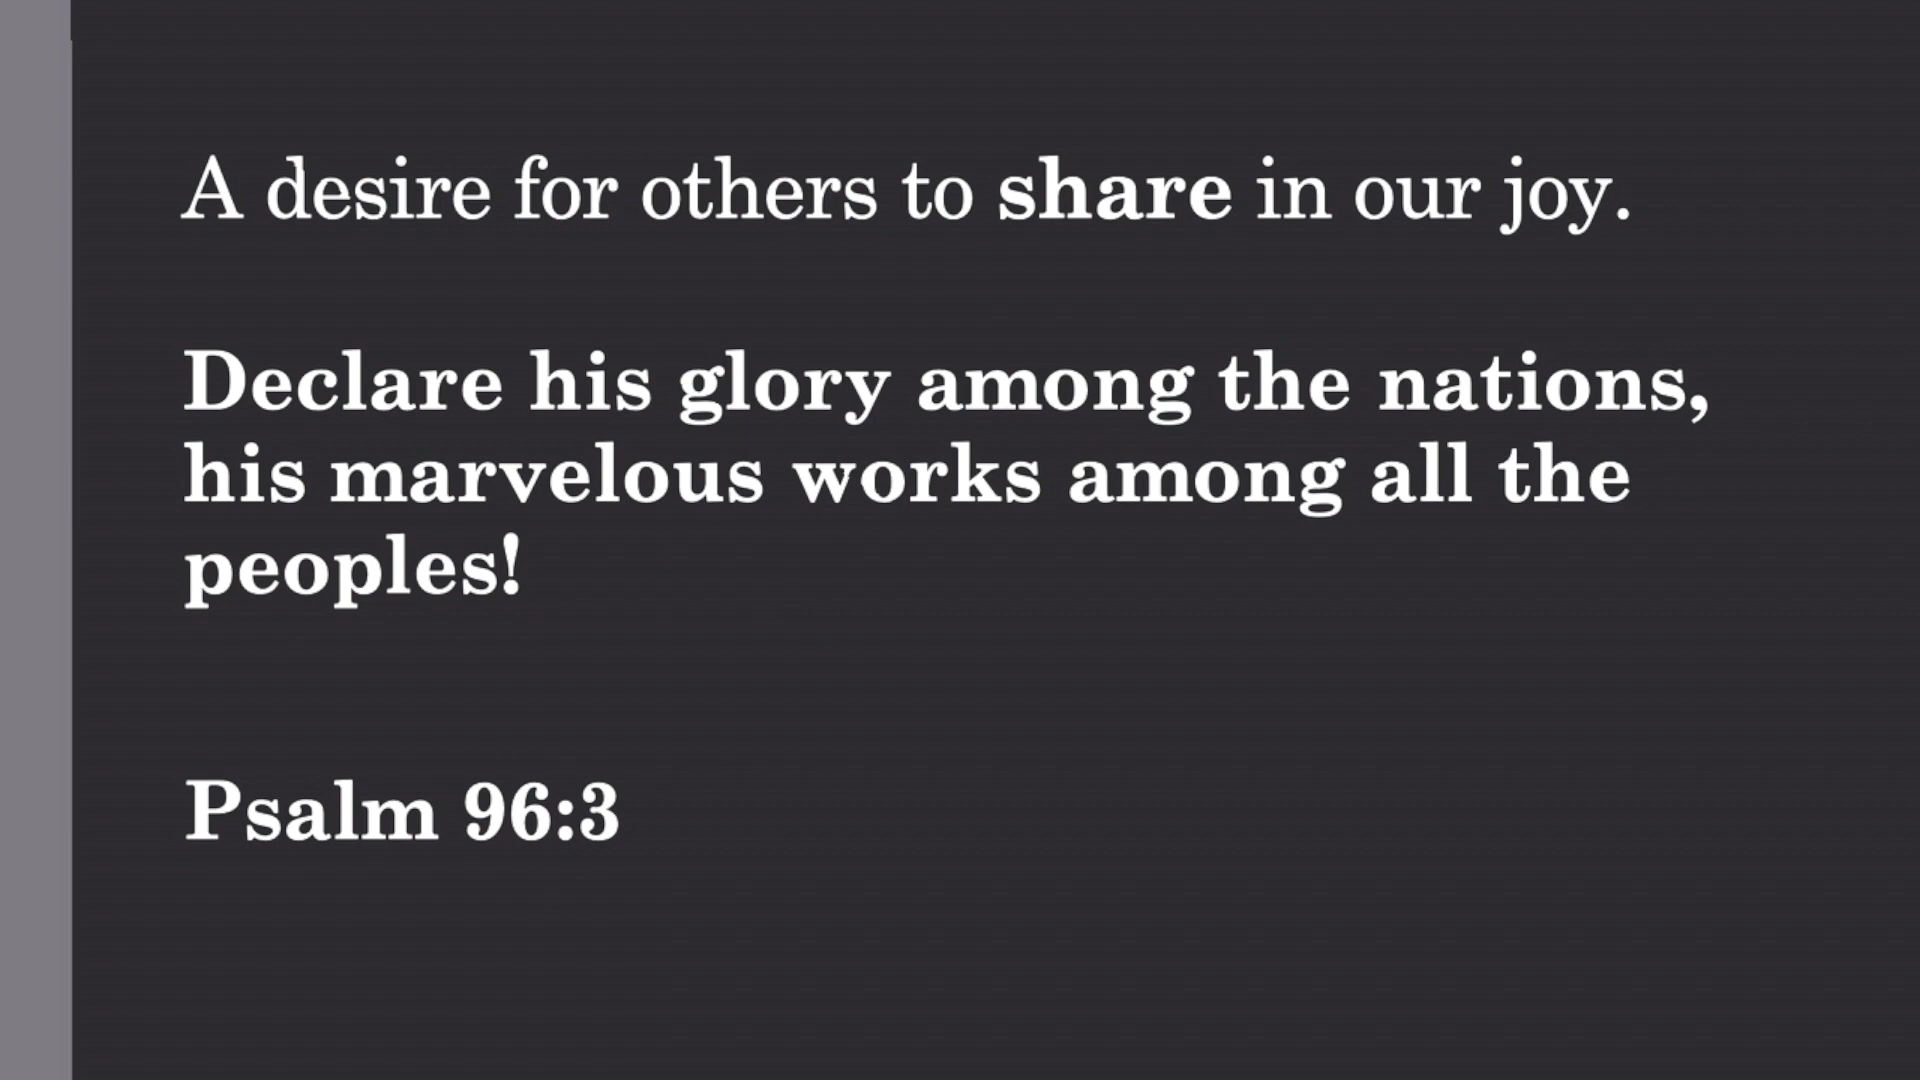 A desire for others to share in our joy.
Declare his glory among the nations,
his marvelous works among all the
peoples!
Psalm 96:3